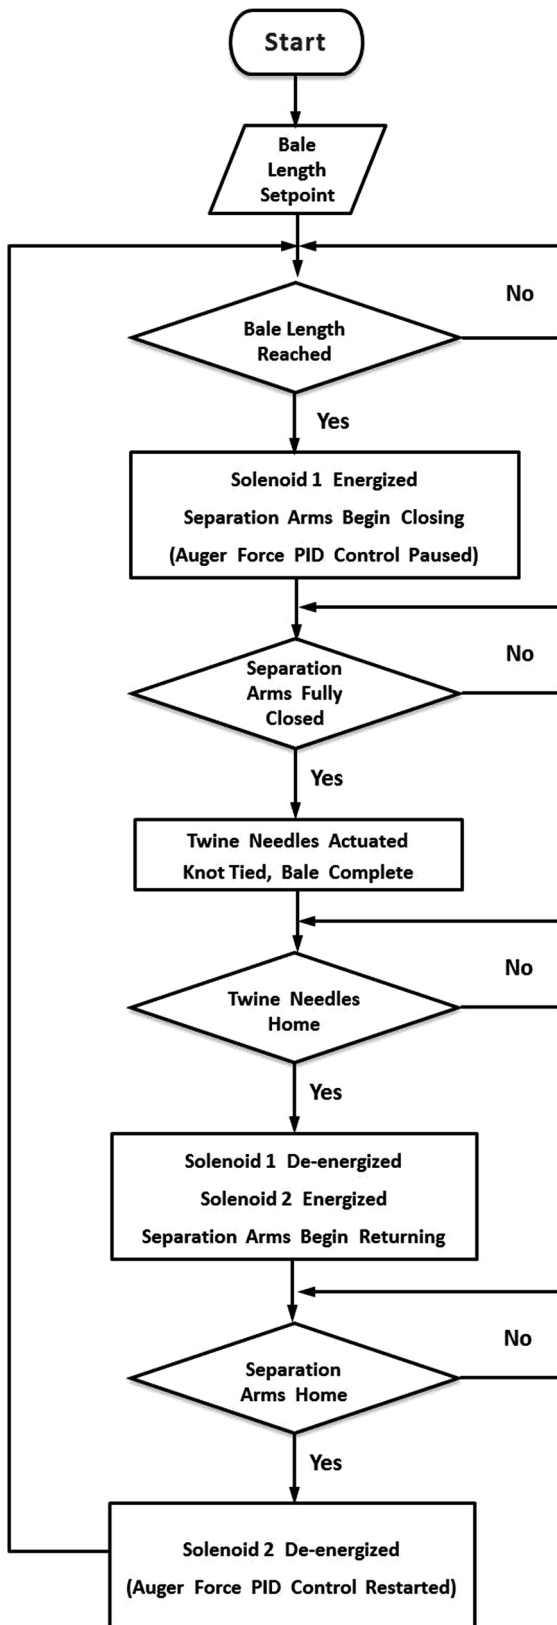 Start
Bale
Length
Setpoint
No
Bale Length
Reached
Yes
Solenoid 1 Energized
Separation Arms Begin Closing
(Auger Force PID Control Paused)
No
Separation
Arms Fully
Closed
Yes
Twine Needles Actuated
Knot Tied, Bale Complete
No
Twine Needles
Home
Yes
Solenoid 1 De-energized
Solenoid 2 Energized
Separation Arms Begin Returning
No
Separation
Arms Home
Yes
Solenoid 2 De-energized
(Auger Force PID Control Restarted)